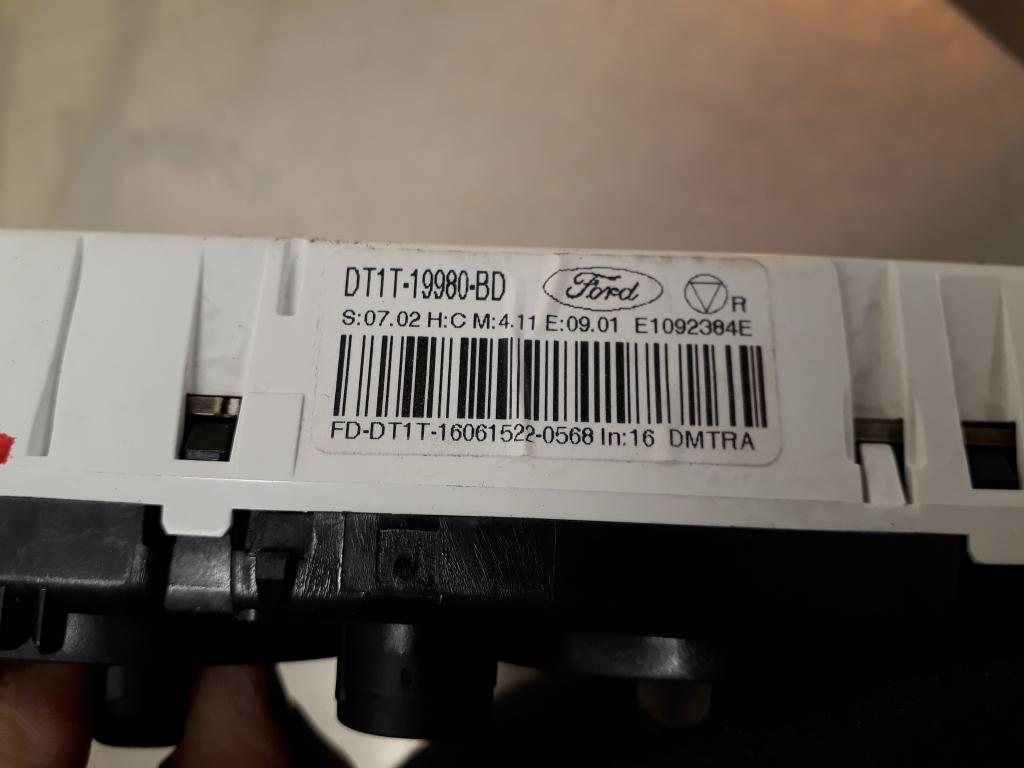 DT1T-19980-BD Ford R
S:07.02 H:C M:4.11 E:09.01 E1092384E
FD-DT1T-16061522-0568 In:16 DMTRA